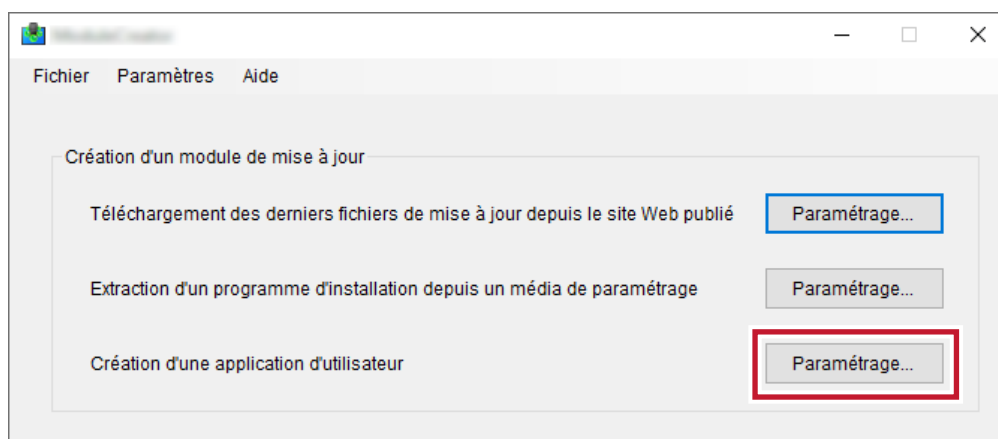 Fichier Paramètres Aide
Création d'un module de mise à jour
Téléchargement des derniers fichiers de mise à jour depuis le site Web publié Paramétrage...
Extraction d'un programme d'installation depuis un média de paramétrage Paramétrage...
Création d'une application d'utilisateur Paramétrage...